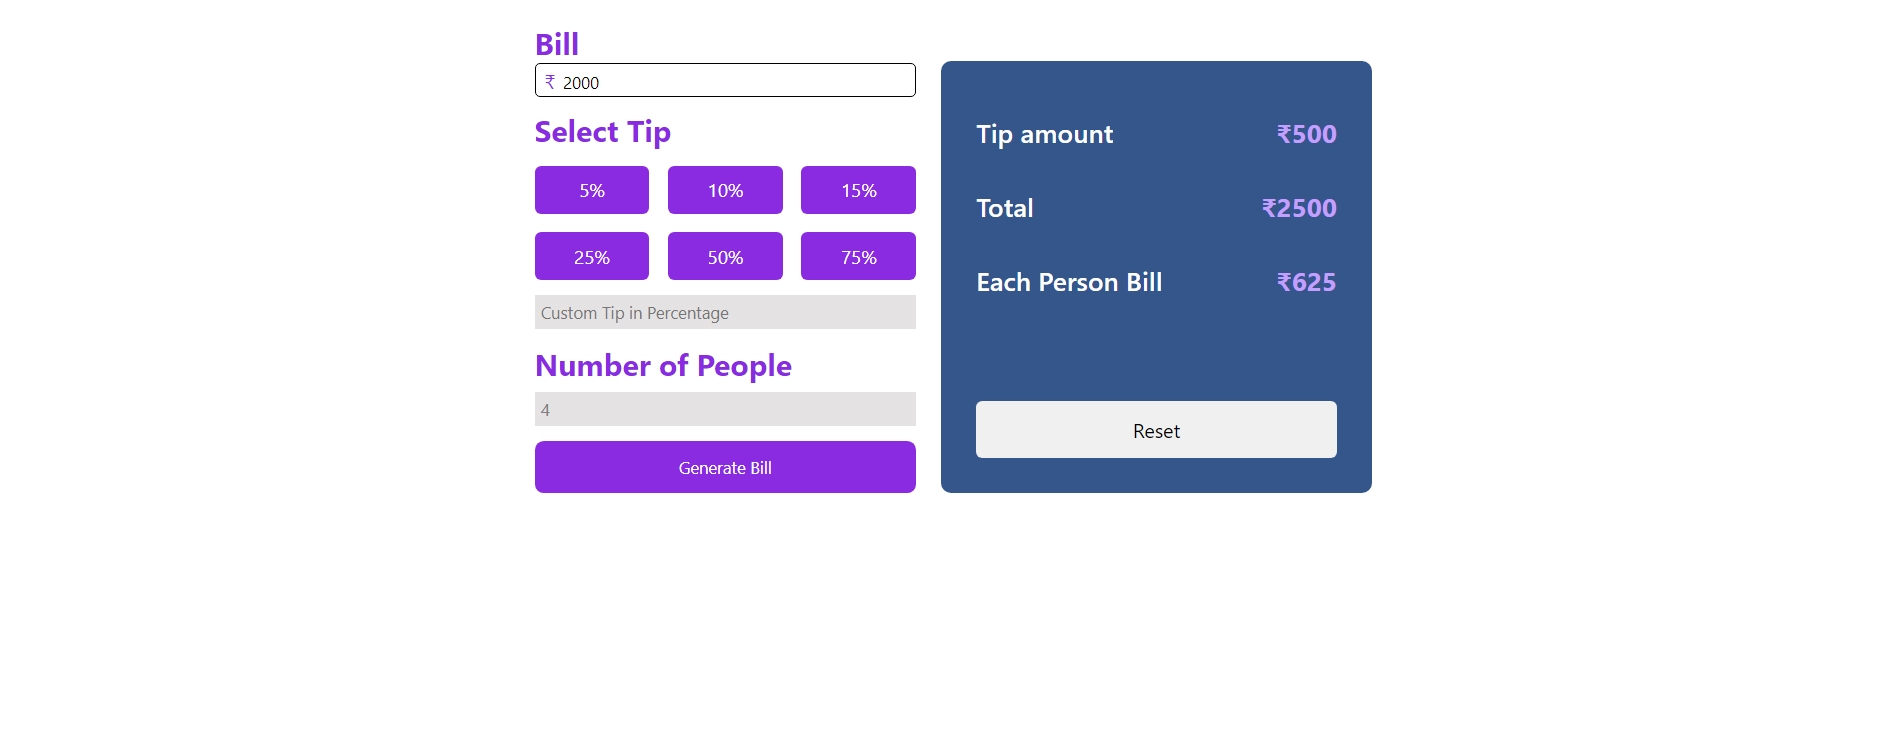 Bill
₹ 2000
Select Tip
5% 10% 15%
25% 50% 75%
Custom Tip in Percentage
Number of People
4
Generate Bill
Tip amount ₹500
Total ₹2500
Each Person Bill ₹625
Reset